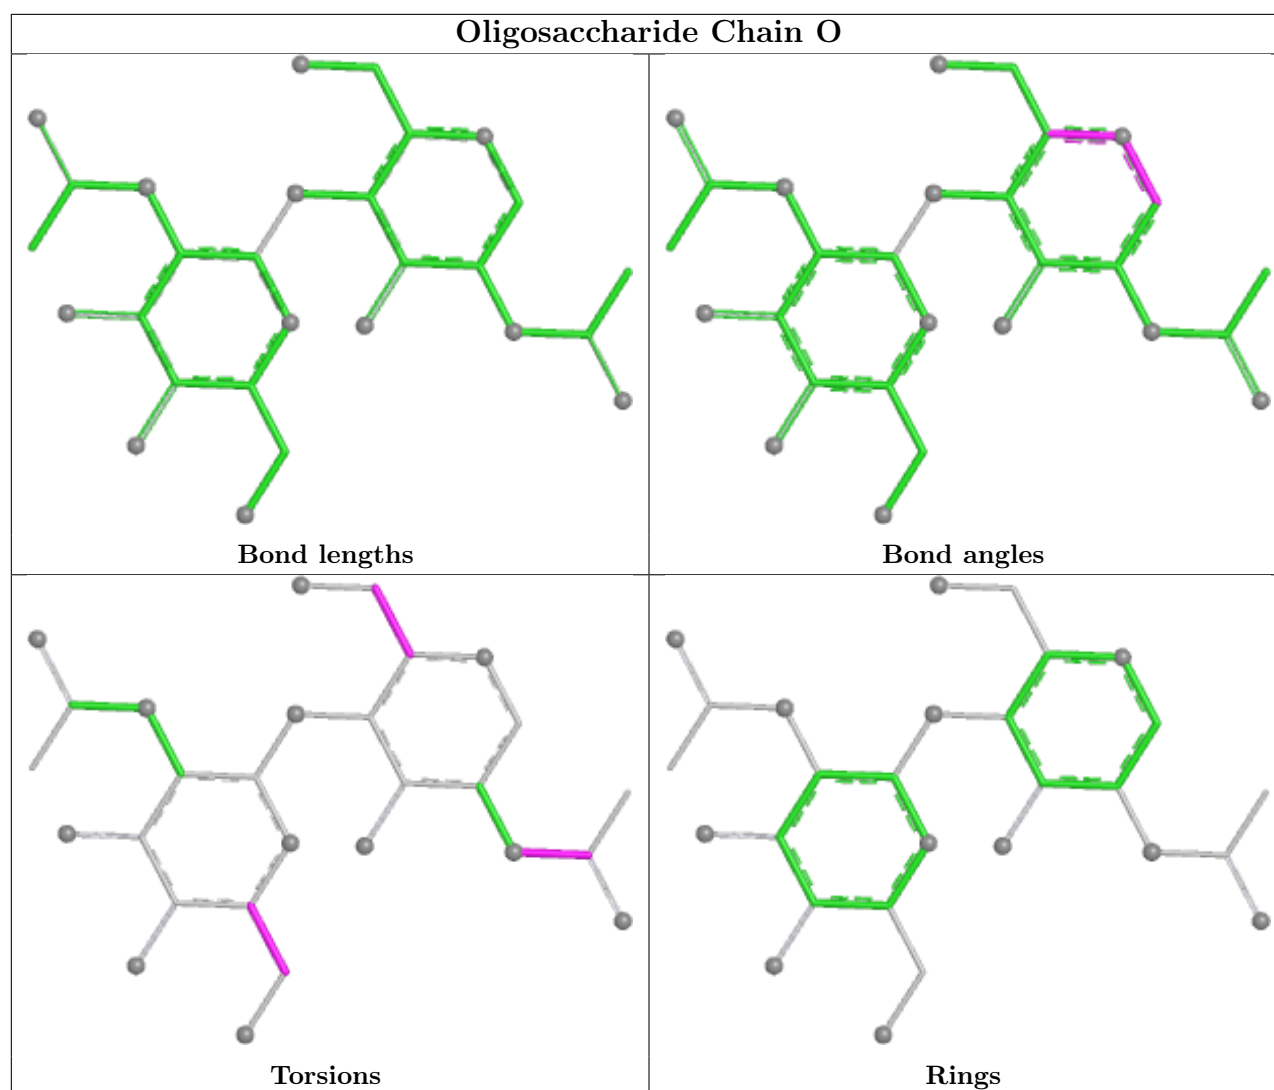 Oligosaccharide Chain O
Bond lengths
Bond angles
Torsions
Rings